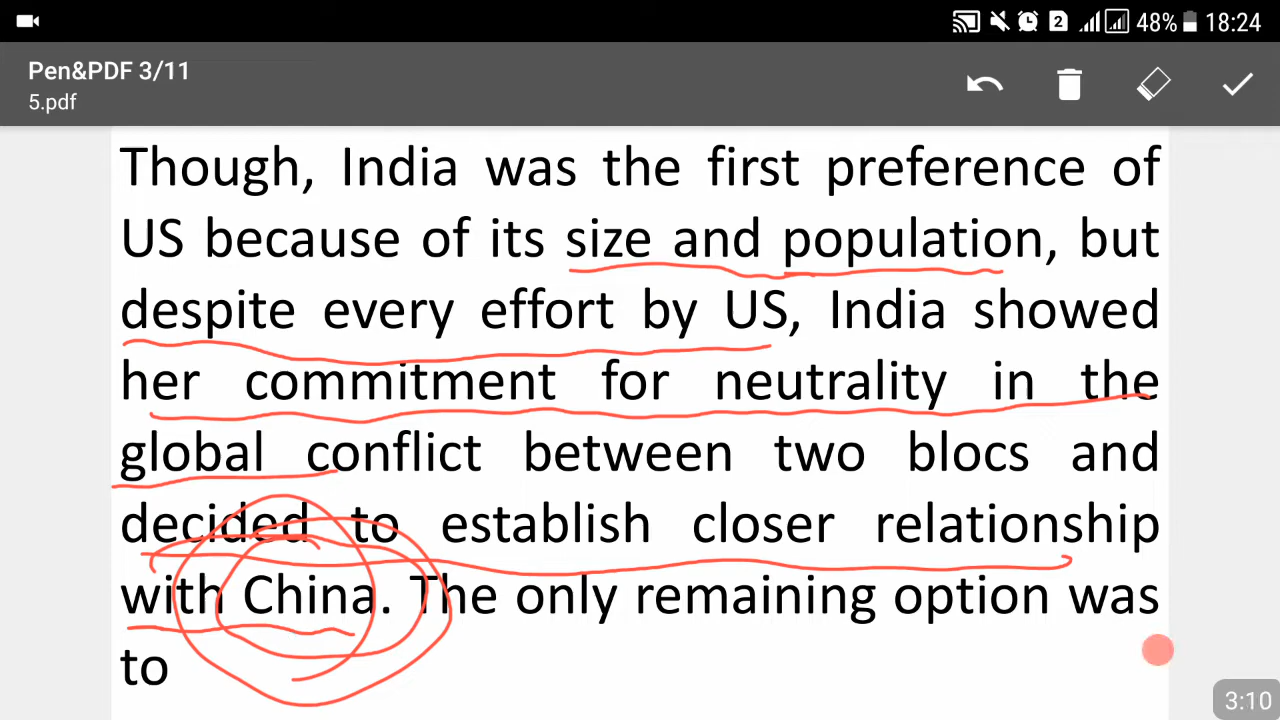 2 48% 18:24
Pen&PDF 3/11
5.pdf
Though, India was the first preference of
US because of its size and population, but
despite every effort by US, India showed
her commitment for neutrality in the
global conflict between two blocs and
decided to establish closer relationship
with China. The only remaining option was
to
3:10